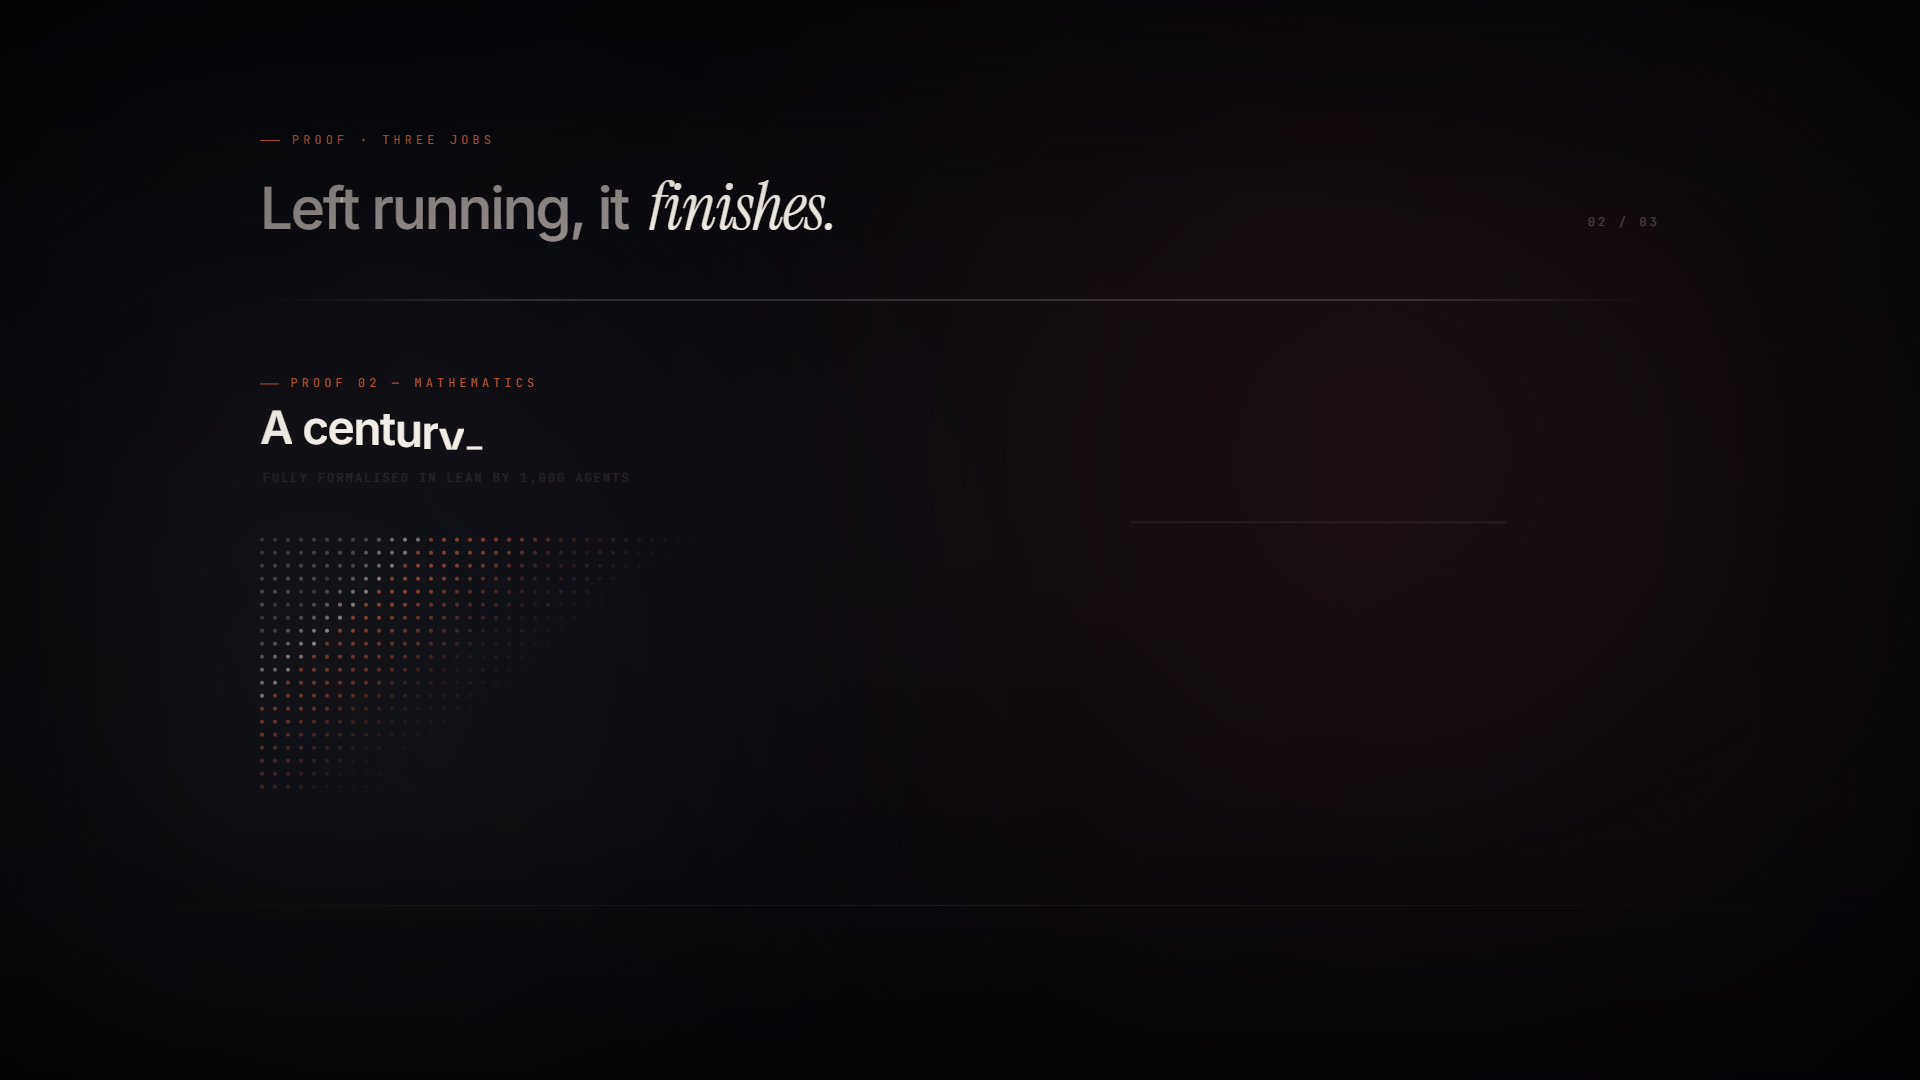 PROOF · THREE JOBS
Left running, it finishes.
02 / 03
PROOF 02 — MATHEMATICS
A century_
FULLY FORMALISED IN LEAN BY 1,000 AGENTS